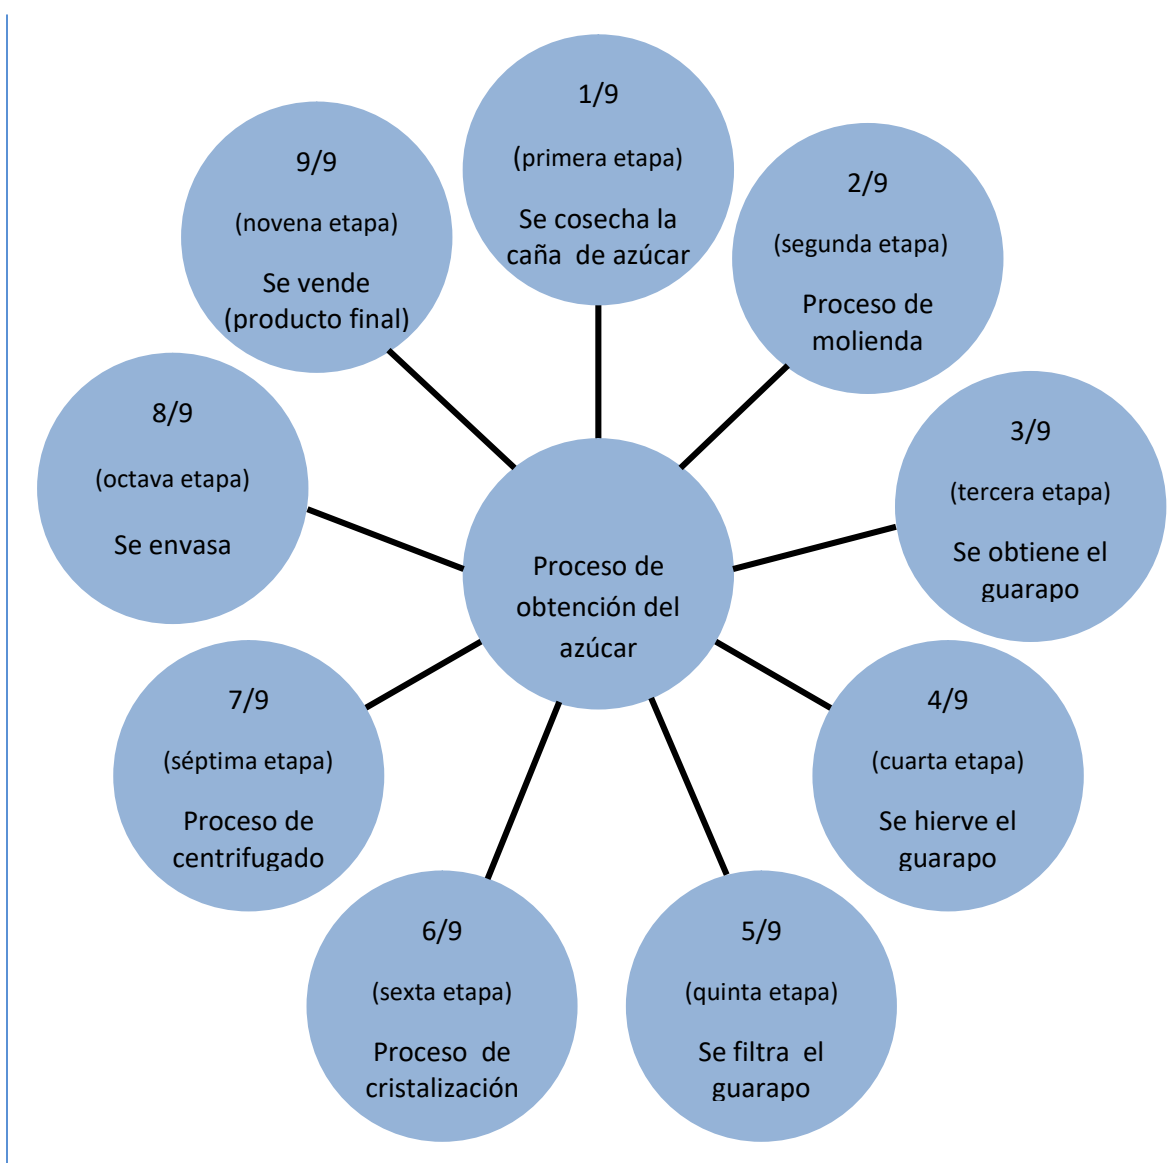 1/9
(primera etapa)
Se cosecha la
caña  de azúcar
2/9
(segunda etapa)
Proceso de
molienda
3/9
(tercera etapa)
Se obtiene el
guarapo
4/9
(cuarta etapa)
Se hierve el
guarapo
5/9
(quinta etapa)
Se filtra  el
guarapo
6/9
(sexta etapa)
Proceso  de
cristalización
7/9
(séptima etapa)
Proceso de
centrifugado
8/9
(octava etapa)
Se envasa
9/9
(novena etapa)
Se vende
(producto final)
Proceso de
obtención del
azúcar